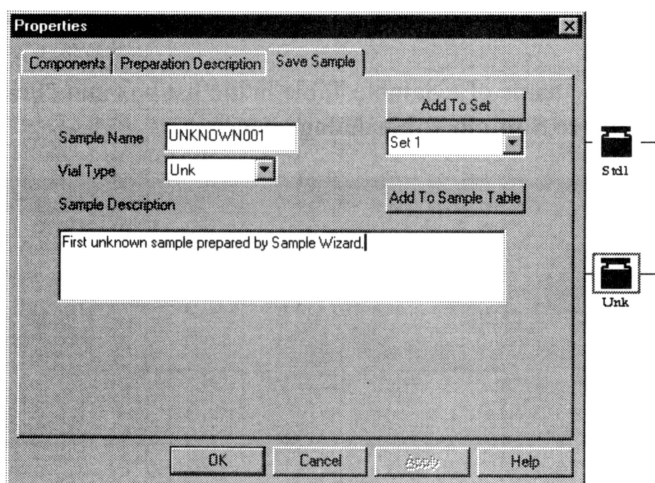 Properties
Components Preparation Description Save Sample
Add To Set
Sample Name UNKNOWN001 Set 1
Vial Type Unk
Sample Description Add To Sample Table
First unknown sample prepared by Sample Wizard.
OK Cancel Apply Help
Std1
Unk